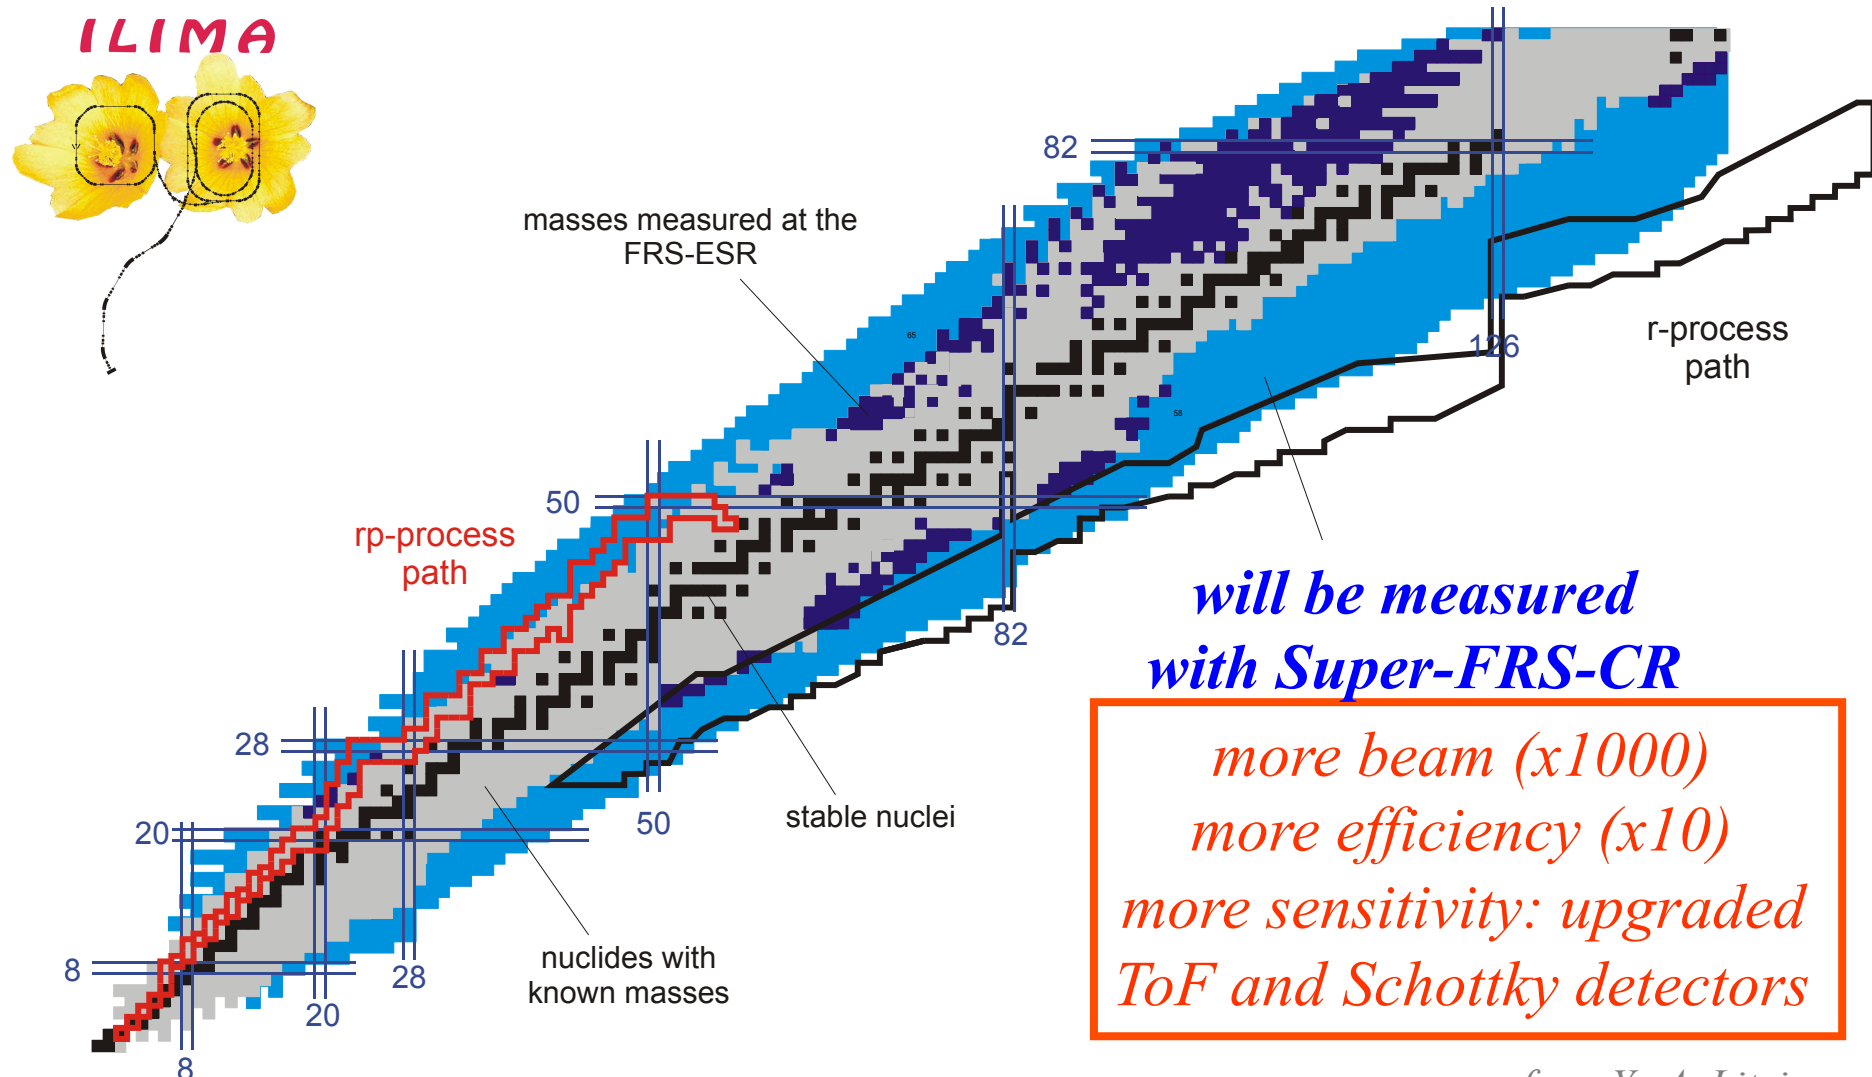 ILIMA
masses measured at the
FRS-ESR
82
65
r-process
path
126
58
50
rp-process
path
82
will be measured
with Super-FRS-CR
28
more beam (x1000)
more efficiency (x10)
more sensitivity: upgraded
ToF and Schottky detectors
stable nuclei
50
20
nuclides with
known masses
8
28
20
8